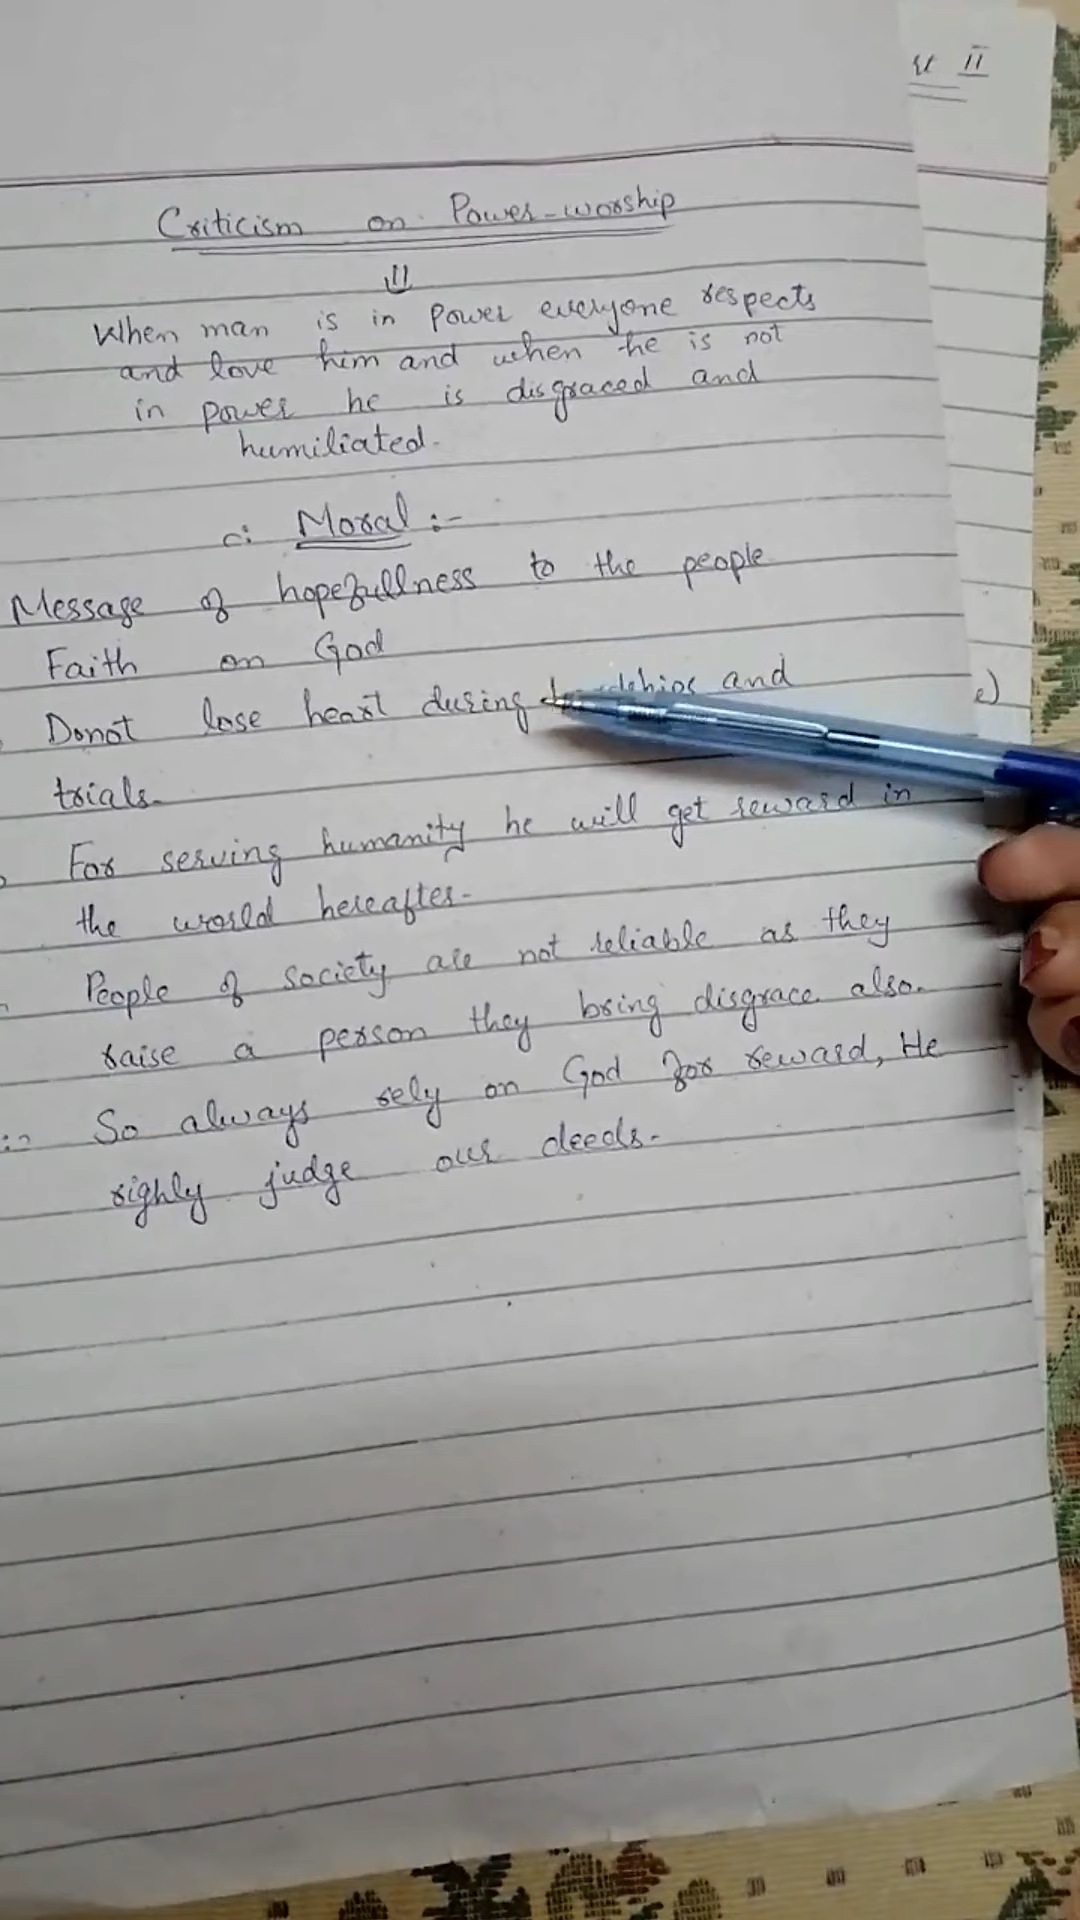 II
Criticism on Power-worship
When man is in power everyone respects
and love him and when he is not
in power he is disgraced and
humiliated.
c: Moral :-
Message of hopefullness to the people
Faith on God
Donot lose heart during hardships and
trials.
For serving humanity he will get reward in
the world hereafter.
People of society are not reliable as they
raise a person they bring disgrace also.
So always rely on God for reward, He
righly judge our deeds.